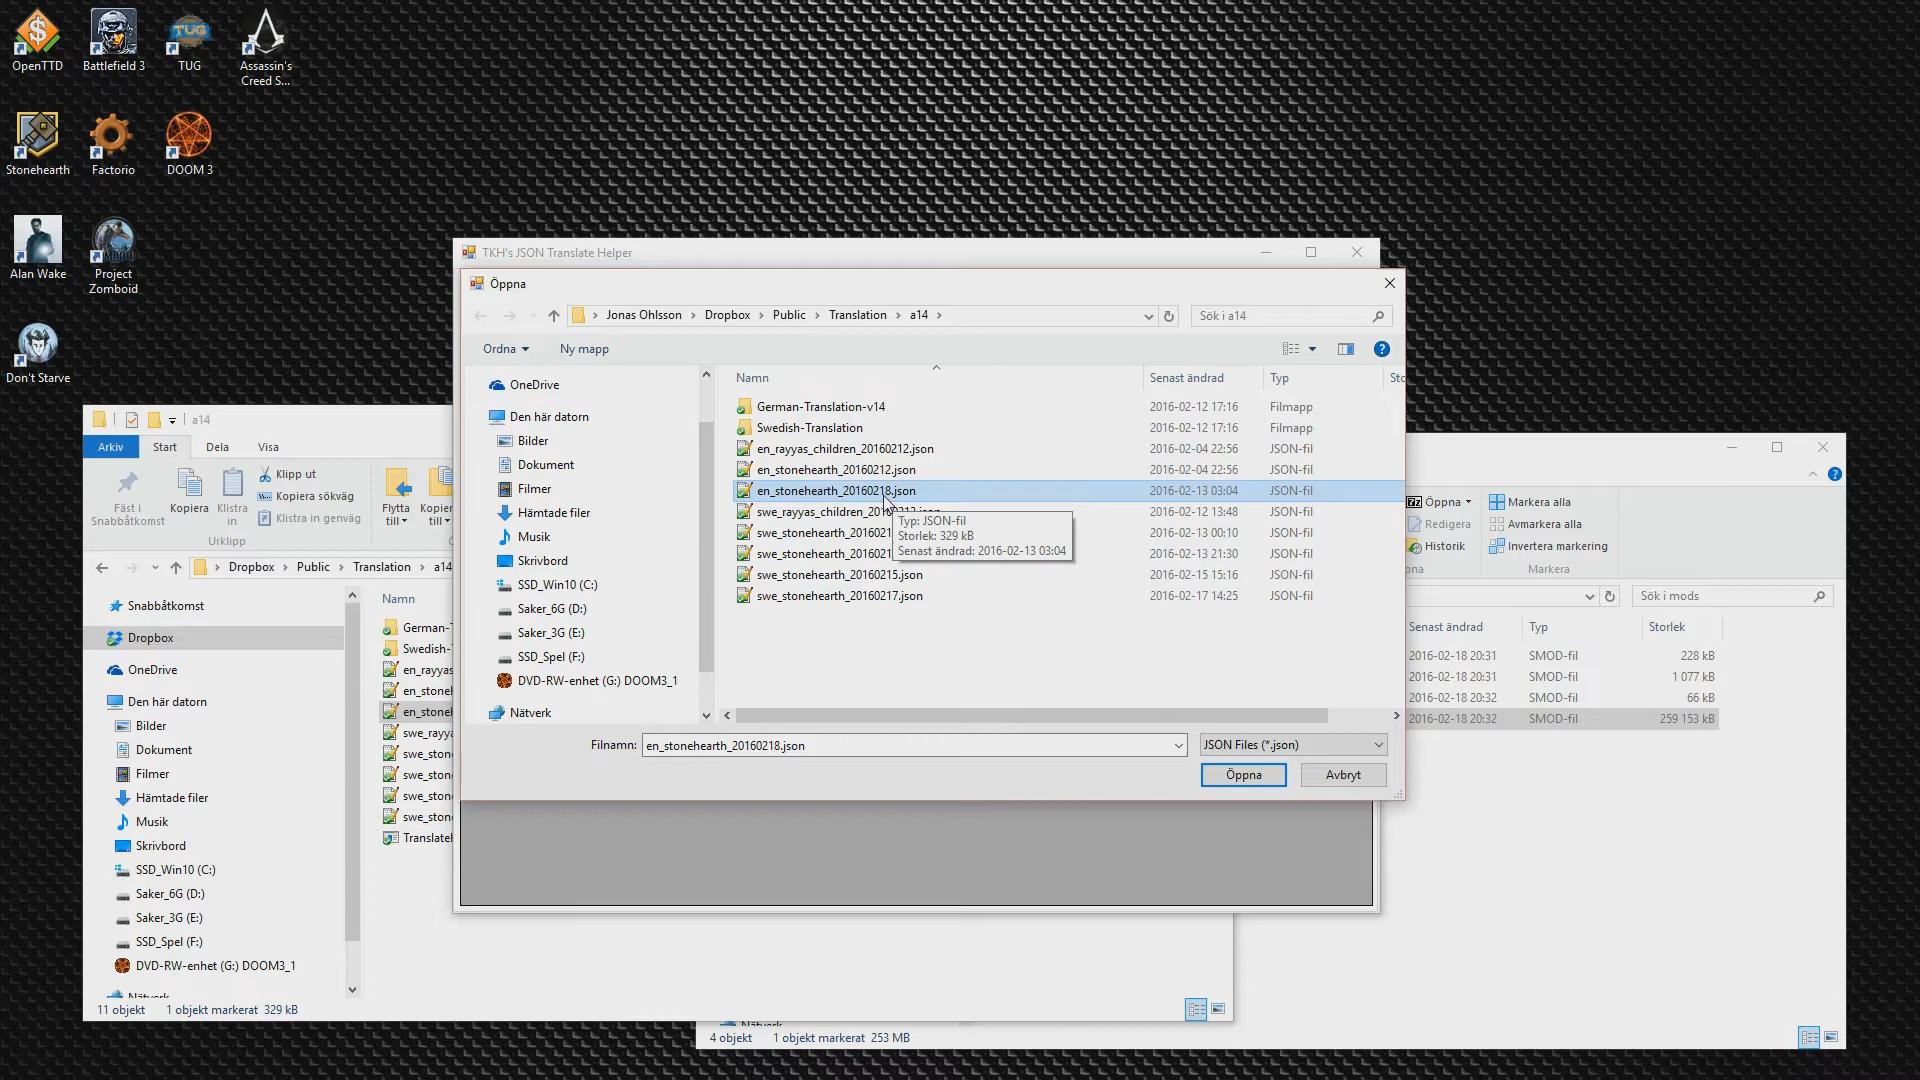 OpenTTD
Battlefield 3
TUG
Assassin's
Creed S...
Stonehearth
Factorio
DOOM 3
Alan Wake
Project
Zomboid
Don't Starve
TKH's JSON Translate Helper
Öppna
Jonas Ohlsson
Dropbox
Public
Translation
a14
Sök i a14
Ordna
Ny mapp
OneDrive
Den här datorn
Bilder
Dokument
Filmer
Hämtade filer
Musik
Skrivbord
SSD_Win10 (C:)
Saker_6G (D:)
Saker_3G (E:)
SSD_Spel (F:)
DVD-RW-enhet (G:) DOOM3_1
Nätverk
Namn
Senast ändrad
Typ
Sto
German-Translation-v14 2016-02-12 17:16 Filmapp
Swedish-Translation 2016-02-12 17:16 Filmapp
en_rayyas_children_20160212.json 2016-02-04 22:56 JSON-fil
en_stonehearth_20160212.json 2016-02-04 22:56 JSON-fil
en_stonehearth_20160218.json 2016-02-13 03:04 JSON-fil
swe_rayyas_children_20160212.json 2016-02-12 13:48 JSON-fil
swe_stonehearth_2016021 2016-02-13 00:10 JSON-fil
swe_stonehearth_2016021 2016-02-13 21:30 JSON-fil
swe_stonehearth_20160215.json 2016-02-15 15:16 JSON-fil
swe_stonehearth_20160217.json 2016-02-17 14:25 JSON-fil
Typ: JSON-fil
Storlek: 329 kB
Senast ändrad: 2016-02-13 03:04
Filnamn:
en_stonehearth_20160218.json
JSON Files (*.json)
Öppna
Avbryt
a14
Arkiv
Start
Dela
Visa
Fäst i
Snabbåtkomst
Kopiera
Klistra
in
Klipp ut
Kopiera sökväg
Klistra in genväg
Urklipp
Flytta
till
Kopier
till
Dropbox
Public
Translation
a14
Snabbåtkomst
Dropbox
OneDrive
Den här datorn
Bilder
Dokument
Filmer
Hämtade filer
Musik
Skrivbord
SSD_Win10 (C:)
Saker_6G (D:)
Saker_3G (E:)
SSD_Spel (F:)
DVD-RW-enhet (G:) DOOM3_1
Nätverk
Namn
German-T
Swedish-
en_rayyas
en_stoneh
en_stoneh
swe_rayya
swe_ston
swe_ston
swe_ston
swe_ston
TranslateH
11 objekt
1 objekt markerat 329 kB
Öppna
Redigera
Historik
pna
Markera alla
Avmarkera alla
Invertera markering
Markera
Sök i mods
Senast ändrad
Typ
Storlek
2016-02-18 20:31 SMOD-fil 228 kB
2016-02-18 20:31 SMOD-fil 1 077 kB
2016-02-18 20:32 SMOD-fil 66 kB
2016-02-18 20:32 SMOD-fil 259 153 kB
Nätverk
4 objekt
1 objekt markerat 253 MB